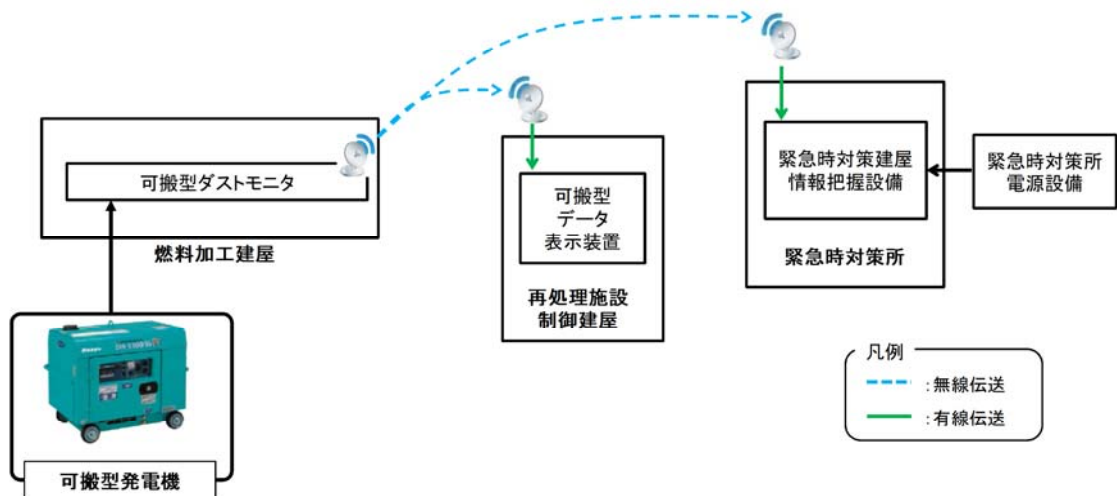 可搬型ダストモニタ
燃料加工建屋
可搬型
データ
表示装置
再処理施設
制御建屋
緊急時対策建屋
情報把握設備
緊急時対策所
緊急時対策所
電源設備
凡例
:無線伝送
:有線伝送
可搬型発電機